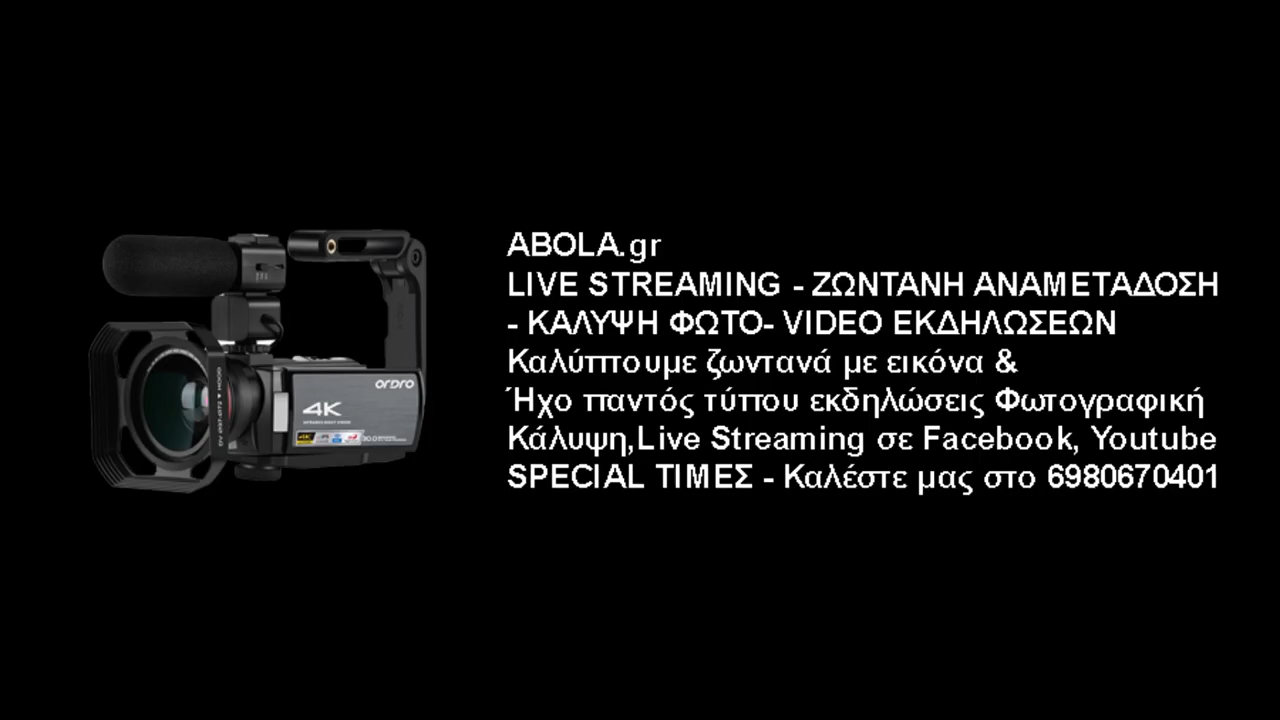 ABOLA.gr
LIVE STREAMING - ΖΩΝΤΑΝΗ ΑΝΑΜΕΤΑΔΟΣΗ
- ΚΑΛΥΨΗ ΦΩΤΟ- VIDEO ΕΚΔΗΛΩΣΕΩΝ
Καλύπτουμε ζωντανά με εικόνα &
Ήχο παντός τύπου εκδηλώσεις Φωτογραφική
Κάλυψη,Live Streaming σε Facebook, Youtube
SPECIAL ΤΙΜΕΣ - Καλέστε μας στο 6980670401
ORDRO
4K